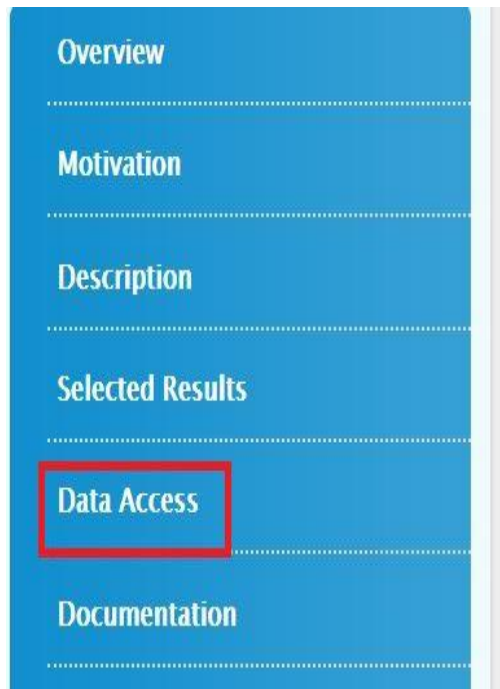 Overview
Motivation
Description
Selected Results
Data Access
Documentation